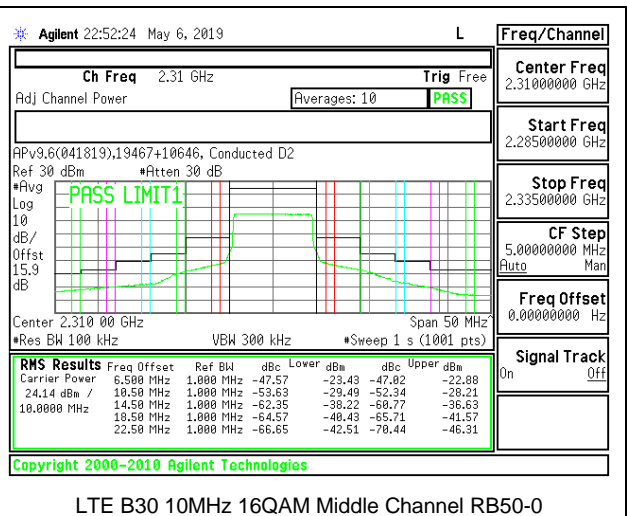 Agilent 22:52:24 May 6, 2019 L
Ch Freq 2.31 GHz Trig Free
Adj Channel Power Averages: 10 PASS
APv9.6(041819),19467+10646, Conducted D2
Ref 30 dBm #Atten 30 dB
#Avg
Log
10
dB/
Offst
15.9
dB
PASS LIMIT1
Center 2.310 00 GHz Span 50 MHz^
#Res BW 100 kHz VBW 300 kHz #Sweep 1 s (1001 pts)
RMS Results Freq Offset Ref BW dBc Lower dBm dBc Upper dBm
Carrier Power 6.500 MHz 1.000 MHz -47.57 -23.43 -47.02 -22.88
24.14 dBm / 10.50 MHz 1.000 MHz -53.63 -29.49 -52.34 -28.21
10.0000 MHz 14.50 MHz 1.000 MHz -62.35 -38.22 -60.77 -36.63
18.50 MHz 1.000 MHz -64.57 -40.43 -65.71 -41.57
22.50 MHz 1.000 MHz -66.65 -42.51 -70.44 -46.31
Copyright 2000-2010 Agilent Technologies
Freq/Channel
Center Freq
2.31000000 GHz
Start Freq
2.28500000 GHz
Stop Freq
2.33500000 GHz
CF Step
5.00000000 MHz
Auto Man
Freq Offset
0.00000000 Hz
Signal Track
On Off
LTE B30 10MHz 16QAM Middle Channel RB50-0